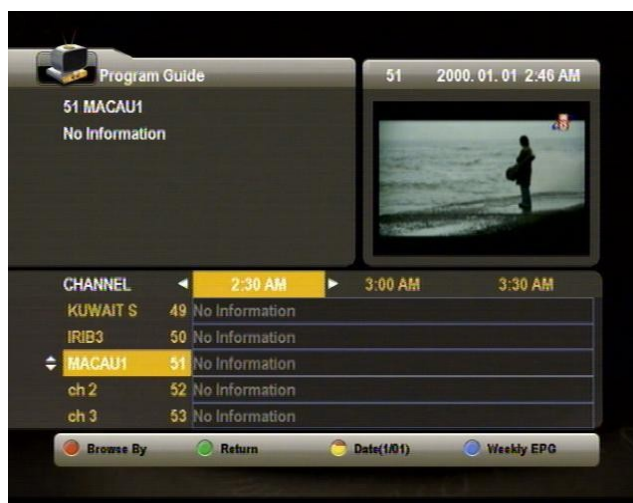 Program Guide
51 2000. 01. 01 2:46 AM
51 MACAU1
No Information
CHANNEL 2:30 AM 3:00 AM 3:30 AM
KUWAIT S 49 No Information
IRIB3 50 No Information
MACAU1 51 No Information
ch 2 52 No Information
ch 3 53 No Information
Browse By Return Date(1/01) Weekly EPG